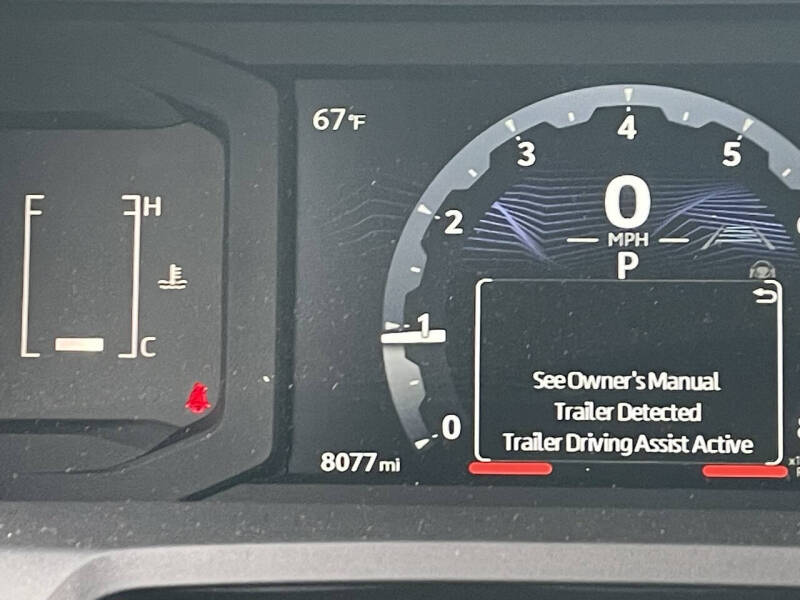 67°F
4
3
5
2
0
MPH
P
H
1
C
See Owner's Manual
Trailer Detected
Trailer Driving Assist Active
0
8077 mi